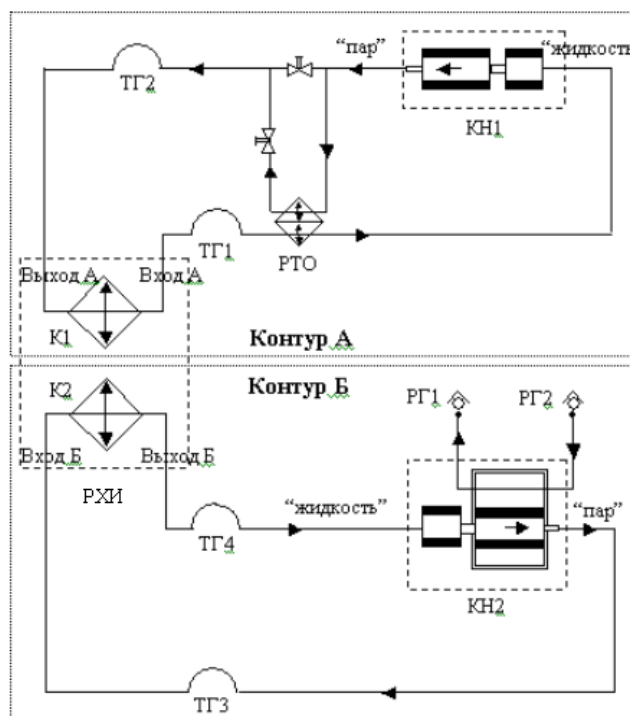 “пар”
“жидкость”
ТГ2
КН1
ТГ1
РТО
Выход А
Вход А
К1
Контур А
К2
Контур Б
РГ1
РГ2
Вход Б
Выход Б
РХИ
“жидкость”
“пар”
ТГ4
КН2
ТГ3